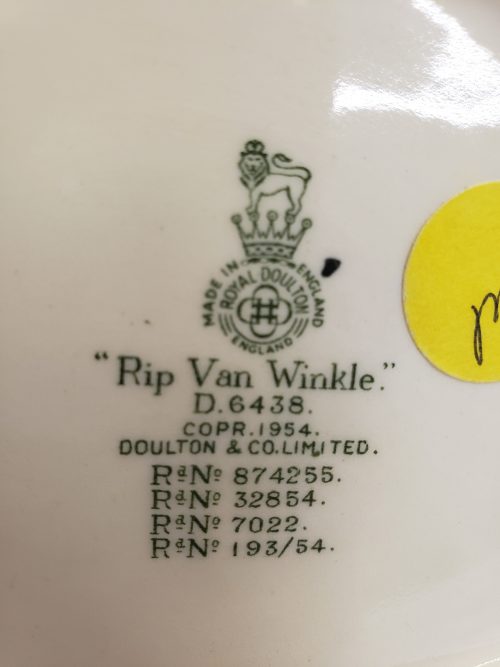 MADE IN ENGLAND
ROYAL DOULTON
ENGLAND
"Rip Van Winkle."
D.6438.
COPR.1954.
DOULTON & CO.LIMITED.
Rd No 874255.
Rd No 32854.
Rd No 7022.
Rd No 193/54.